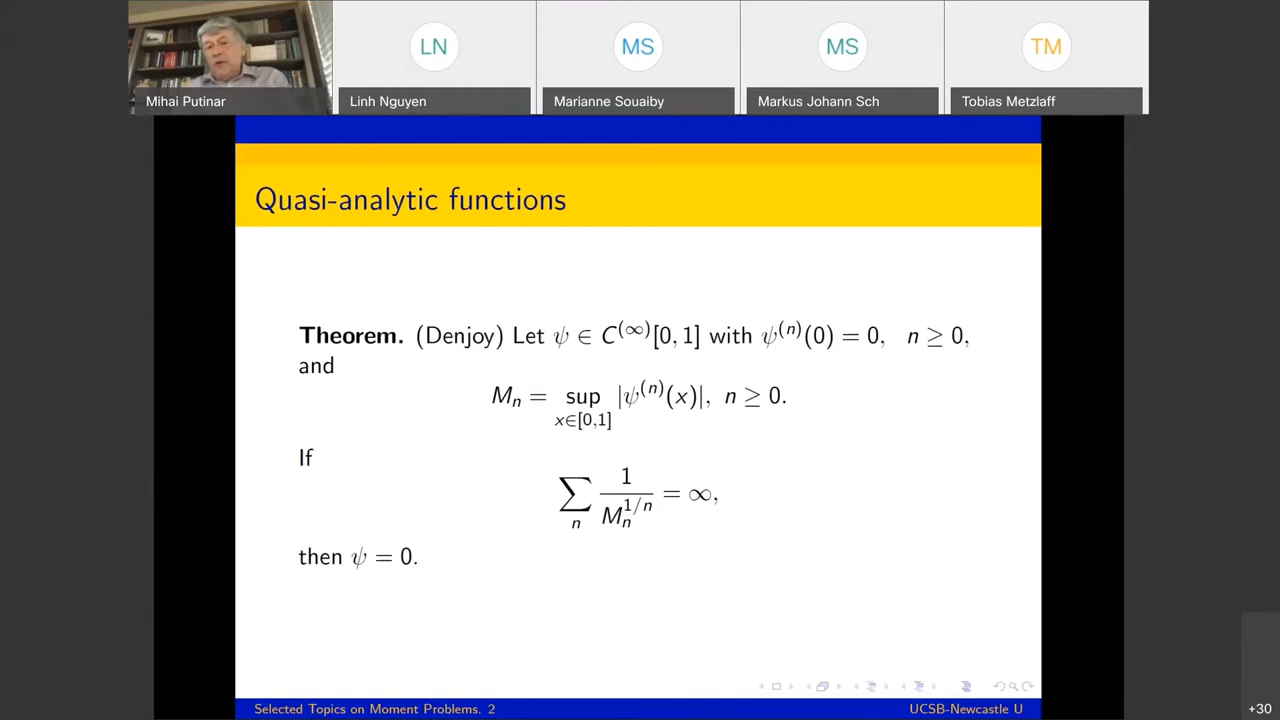 LN
MS
MS
TM
Mihai Putinar
Linh Nguyen
Marianne Souaiby
Markus Johann Sch
Tobias Metzlaff
Quasi-analytic functions
Theorem. (Denjoy) Let ψ ∈ C^(∞)[0, 1] with ψ^(n)(0) = 0, n ≥ 0,
and
M_n = sup_{x∈[0,1]} |ψ^(n)(x)|, n ≥ 0.
If
∑_n 1/M_n^{1/n} = ∞,
then ψ = 0.
Selected Topics on Moment Problems. 2
UCSB-Newcastle U
+30